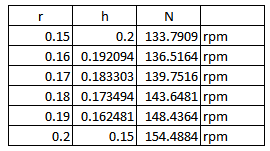 r h N
0.15 0.2 133.7909 rpm
0.16 0.192094 136.5164 rpm
0.17 0.183303 139.7516 rpm
0.18 0.173494 143.6481 rpm
0.19 0.162481 148.4364 rpm
0.2 0.15 154.4884 rpm